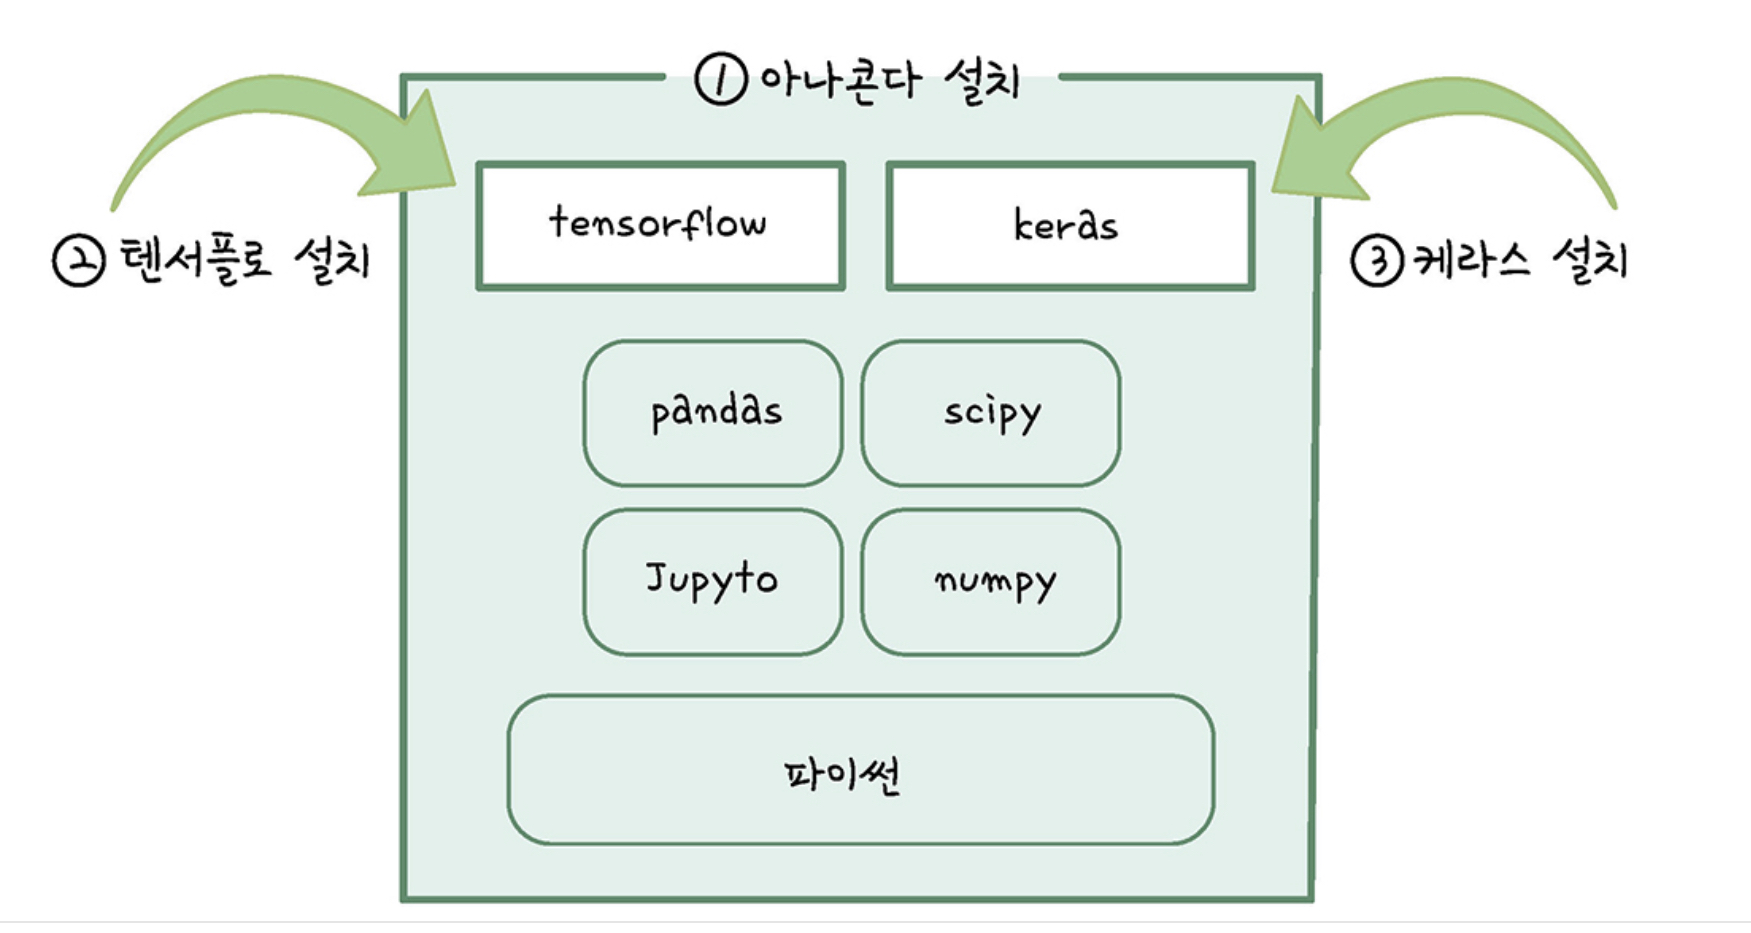 ① 아나콘다 설치
tensorflow
keras
② 텐서플로 설치
③ 케라스 설치
pandas
scipy
Jupyto
numpy
파이썬